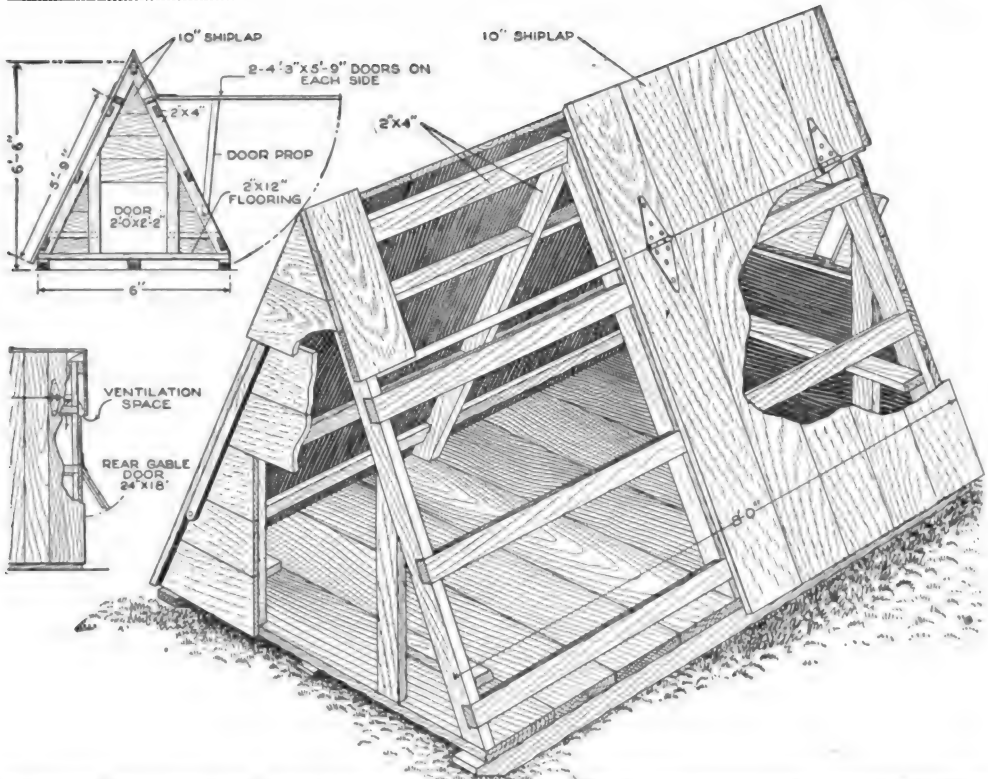 10" SHIPLAP
2-4'3"X5'-9" DOORS ON
EACH SIDE
2"X4"
6'-6"
5'-9"
DOOR PROP
2"X12"
FLOORING
DOOR
2'-0X2'-2"
6"
VENTILATION
SPACE
REAR GABLE
DOOR
24"X18'
10" SHIPLAP
2"X4"
8'0"